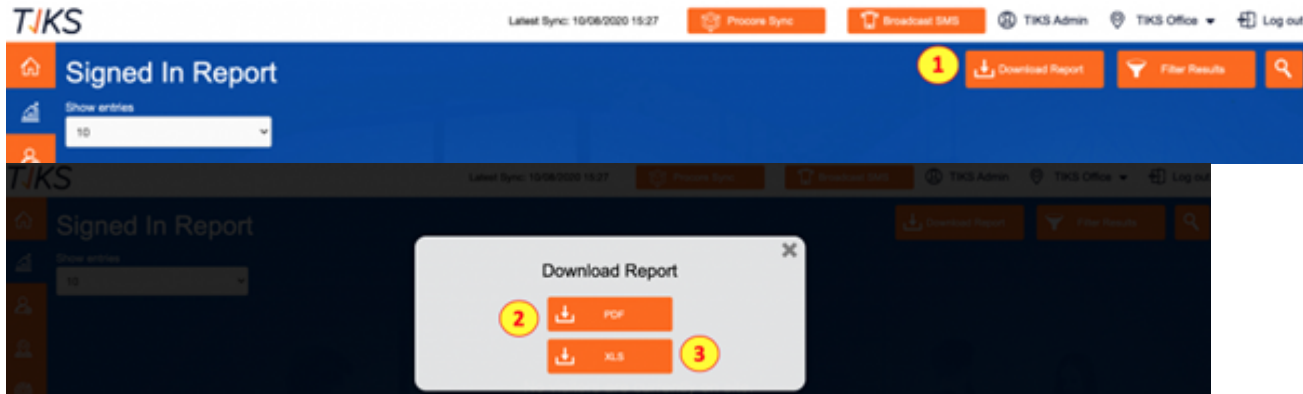 TIKS Latest Sync: 10/08/2020 15:27 Procore Sync Broadcast SMS TIKS Admin TIKS Office Log out
Signed In Report 1 Download Report Filter Results
Show entries
10
TIKS Latest Sync: 10/08/2020 15:27 Procore Sync Broadcast SMS TIKS Admin TIKS Office Log out
Signed In Report Download Report Filter Results
Show entries
10
Download Report
2 PDF
XLS 3